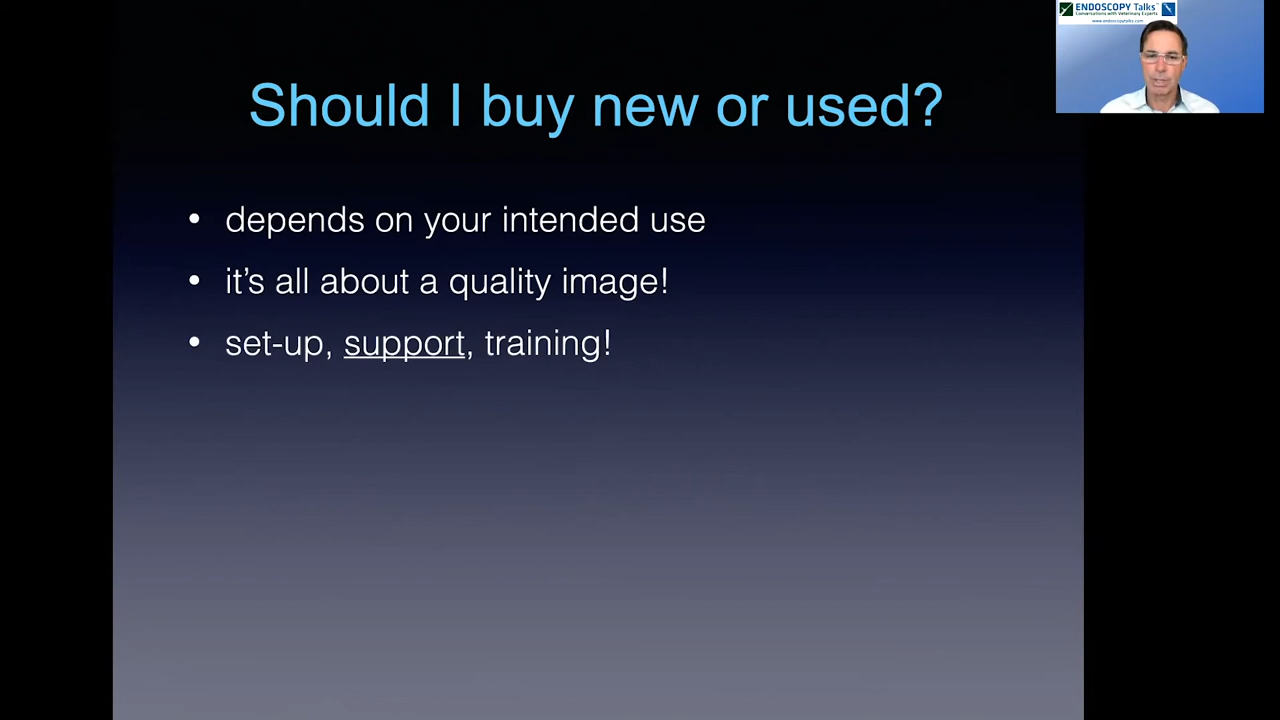 ENDOSCOPY Talks™
Conversations with Veterinary Experts
www.endoscopytalks.com
Should I buy new or used?
• depends on your intended use
• it’s all about a quality image!
• set-up, support, training!